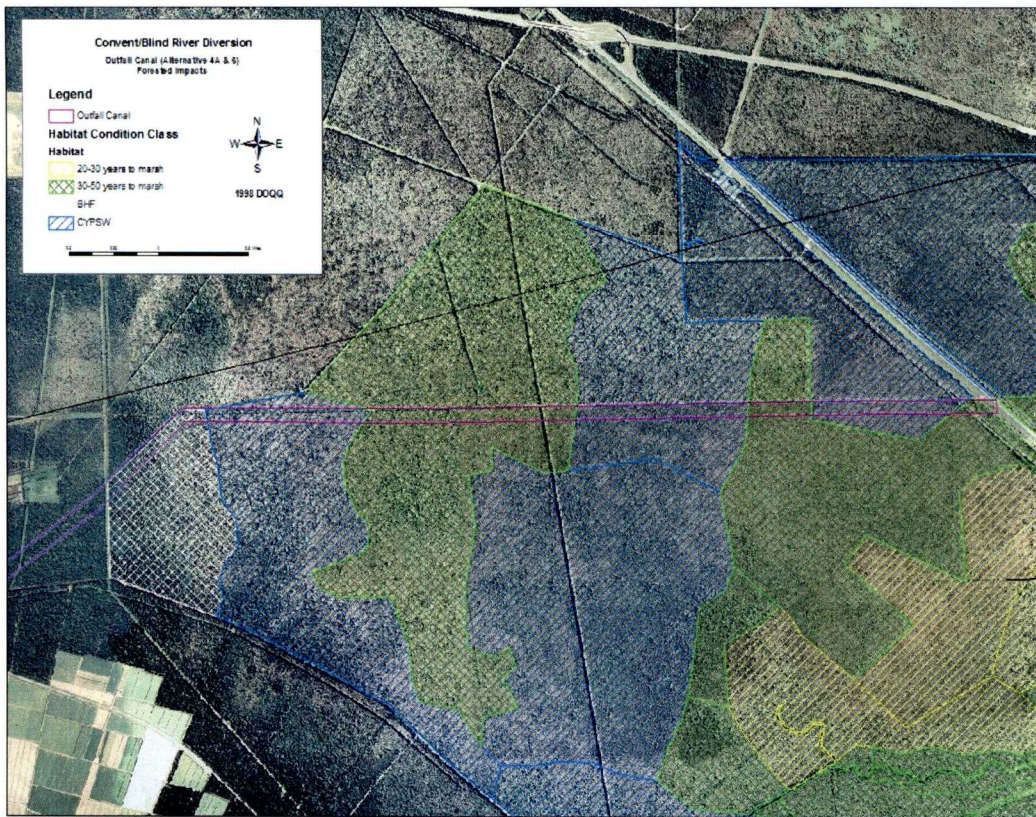 Convent/Blind River Diversion
Outfall Canal (Alternative 4A & 6)
Forested Impacts
Legend
Outfall Canal
Habitat Condition Class
Habitat
20-30 years to marsh
30-50 years to marsh
BHF
CYPSW
N
W
E
S
1998 DOQQ